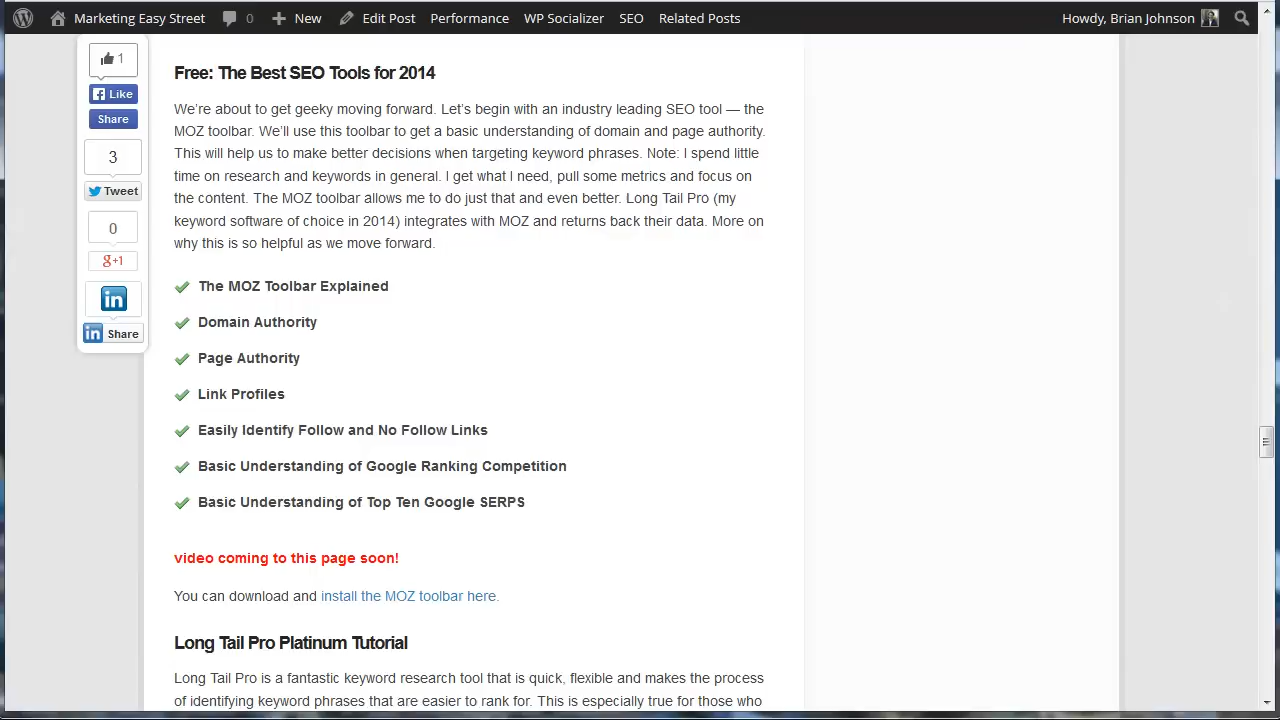 Marketing Easy Street 0 New Edit Post Performance WP Socializer SEO Related Posts Howdy, Brian Johnson
1
Like
Share
3
Tweet
0
g+1
in
in Share
Free: The Best SEO Tools for 2014
We're about to get geeky moving forward. Let's begin with an industry leading SEO tool — the
MOZ toolbar. We'll use this toolbar to get a basic understanding of domain and page authority.
This will help us to make better decisions when targeting keyword phrases. Note: I spend little
time on research and keywords in general. I get what I need, pull some metrics and focus on
the content. The MOZ toolbar allows me to do just that and even better. Long Tail Pro (my
keyword software of choice in 2014) integrates with MOZ and returns back their data. More on
why this is so helpful as we move forward.
The MOZ Toolbar Explained
Domain Authority
Page Authority
Link Profiles
Easily Identify Follow and No Follow Links
Basic Understanding of Google Ranking Competition
Basic Understanding of Top Ten Google SERPS
video coming to this page soon!
You can download and install the MOZ toolbar here.
Long Tail Pro Platinum Tutorial
Long Tail Pro is a fantastic keyword research tool that is quick, flexible and makes the process
of identifying keyword phrases that are easier to rank for. This is especially true for those who